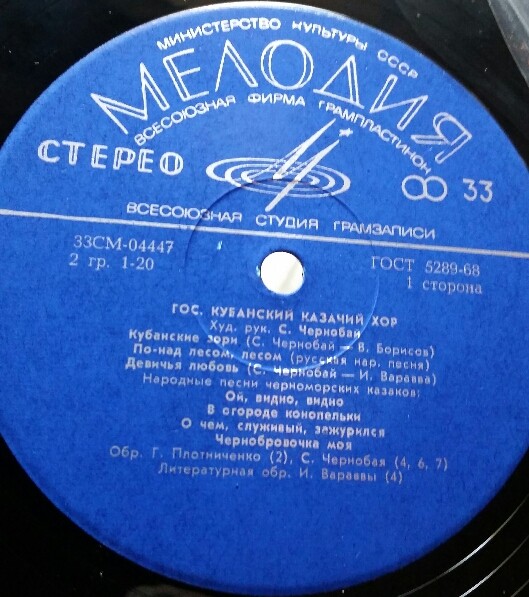 МИНИСТЕРСТВО КУЛЬТУРЫ СССР
МЕЛОДИЯ
ВСЕСОЮЗНАЯ ФИРМА ГРАМПЛАСТИНОК
СТЕРЕО
33
ВСЕСОЮЗНАЯ СТУДИЯ ГРАМЗАПИСИ
33СМ-04447
ГОСТ 5289-68
2 гр. 1-20
1 сторона
ГОС. КУБАНСКИЙ КАЗАЧИЙ ХОР
Худ. рук. С. Чернобай
Кубанские зори (С. Чернобай — В. Борисов)
По-над лесом, лесом (русская нар. песня)
Девичья любовь (С. Чернобай — И. Варавва)
Народные песни черноморских казаков:
Ой, видно, видно
В огороде конопельки
О чем, служивый, зажурился
Чернобровочка моя
Обр. Г. Плотниченко (2), С. Чернобая (4, 6, 7)
Литературная обр. И. Вараввы (4)